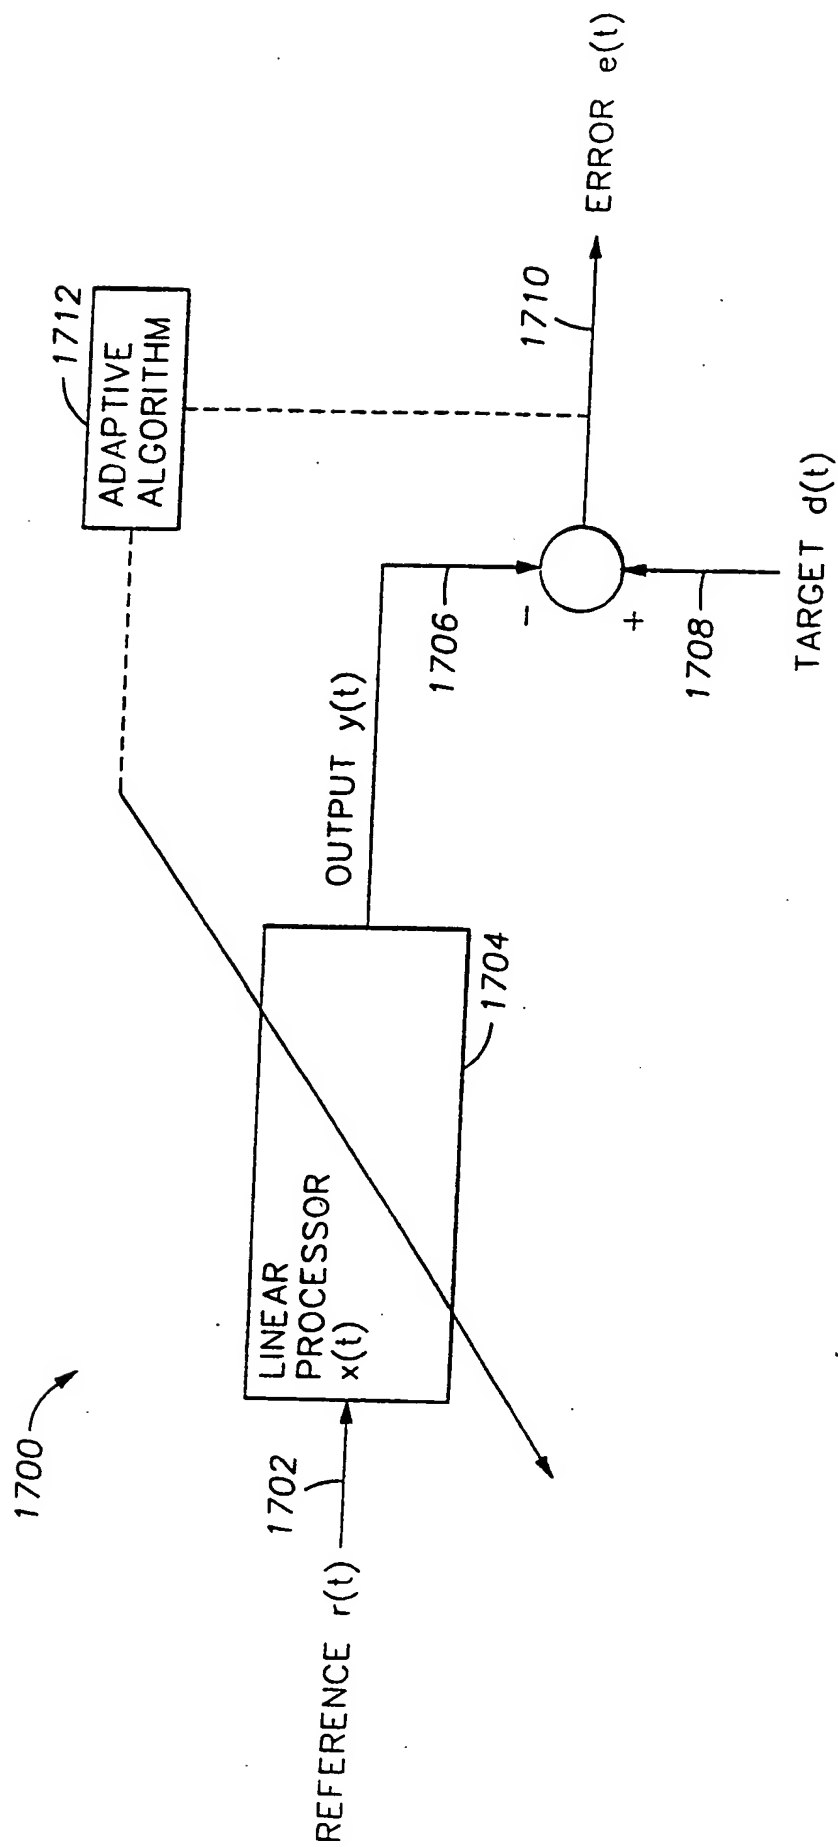 1700
REFERENCE r(t)
1702
LINEAR
PROCESSOR
x(t)
1704
OUTPUT y(t)
1706
-
+
1708
TARGET d(t)
ADAPTIVE
ALGORITHM
1712
1710
ERROR e(t)